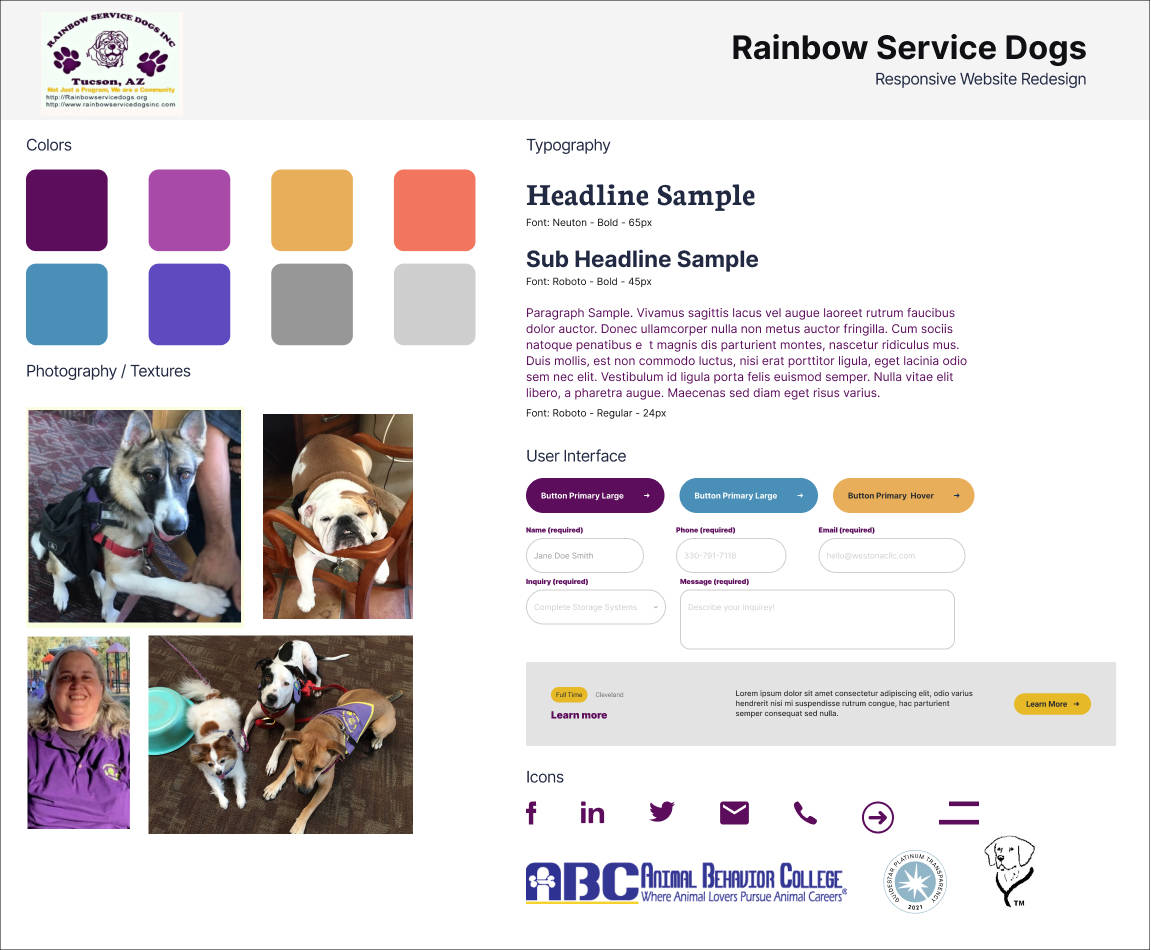 RAINBOW SERVICE DOGS INC
Tucson, AZ
Not Just a Program, We are a Community
http://Rainbowservicedogs.org
http://www.rainbowservicedogsinc.com
Rainbow Service Dogs
Responsive Website Redesign
Colors
Photography / Textures
Typography
Headline Sample
Font: Neuton - Bold - 65px
Sub Headline Sample
Font: Roboto - Bold - 45px
Paragraph Sample. Vivamus sagittis lacus vel augue laoreet rutrum faucibus
dolor auctor. Donec ullamcorper nulla non metus auctor fringilla. Cum sociis
natoque penatibus e t magnis dis parturient montes, nascetur ridiculus mus.
Duis mollis, est non commodo luctus, nisi erat porttitor ligula, eget lacinia odio
sem nec elit. Vestibulum id ligula porta felis euismod semper. Nulla vitae elit
libero, a pharetra augue. Maecenas sed diam eget risus varius.
Font: Roboto - Regular - 24px
User Interface
Button Primary Large →
Button Primary Large →
Button Primary Hover →
Name (required)
Phone (required)
Email (required)
Jane Doe Smith
330-791-7118
hello@westonacllc.com
Inquiry (required)
Message (required)
Complete Storage Systems
Describe your inquirey!
Full Time
Cleveland
Learn more
Lorem ipsum dolor sit amet consectetur adipiscing elit, odio varius
hendrerit nisi mi suspendisse rutrum congue, hac parturient
semper consequat sed nulla.
Learn More →
Icons
ABC ANIMAL BEHAVIOR COLLEGE®
Where Animal Lovers Pursue Animal Careers
GUIDESTAR PLATINUM TRANSPARENCY
2021
TM